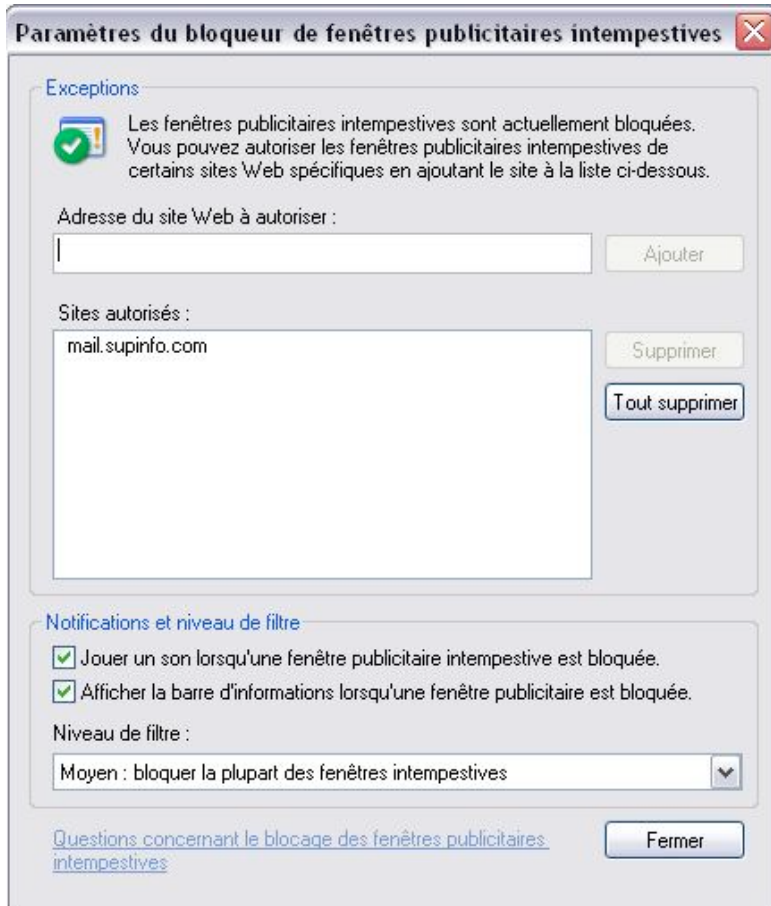 Paramètres du bloqueur de fenêtres publicitaires intempestives
Exceptions
Les fenêtres publicitaires intempestives sont actuellement bloquées.
Vous pouvez autoriser les fenêtres publicitaires intempestives de
certains sites Web spécifiques en ajoutant le site à la liste ci-dessous.
Adresse du site Web à autoriser :
Ajouter
Sites autorisés :
mail.supinfo.com
Supprimer
Tout supprimer
Notifications et niveau de filtre
Jouer un son lorsqu'une fenêtre publicitaire intempestive est bloquée.
Afficher la barre d'informations lorsqu'une fenêtre publicitaire est bloquée.
Niveau de filtre :
Moyen : bloquer la plupart des fenêtres intempestives
Questions concernant le blocage des fenêtres publicitaires
intempestives
Fermer